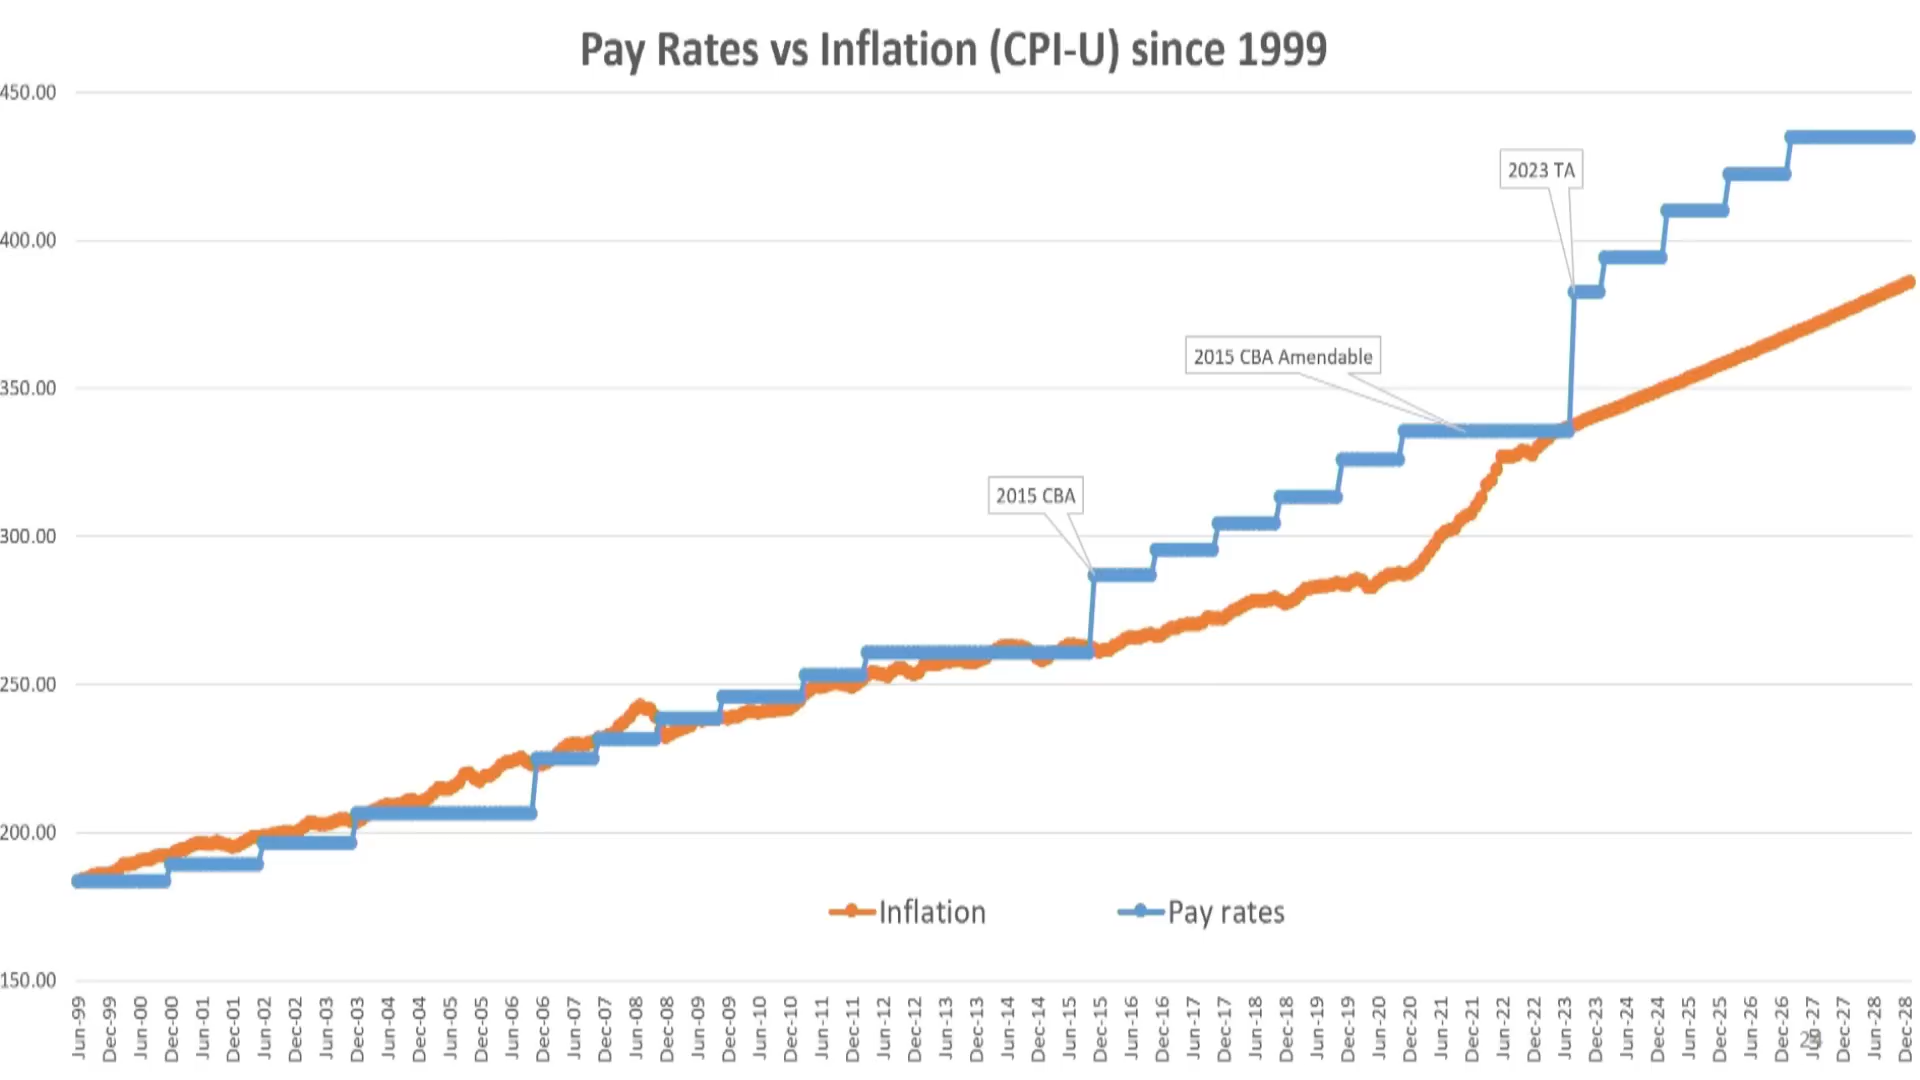 Pay Rates vs Inflation (CPI-U) since 1999
450.00
400.00
350.00
300.00
250.00
200.00
150.00
2023 TA
2015 CBA Amendable
2015 CBA
Inflation
Pay rates
Jun-99
Dec-99
Jun-00
Dec-00
Jun-01
Dec-01
Jun-02
Dec-02
Jun-03
Dec-03
Jun-04
Dec-04
Jun-05
Dec-05
Jun-06
Dec-06
Jun-07
Dec-07
Jun-08
Dec-08
Jun-09
Dec-09
Jun-10
Dec-10
Jun-11
Dec-11
Jun-12
Dec-12
Jun-13
Dec-13
Jun-14
Dec-14
Jun-15
Dec-15
Jun-16
Dec-16
Jun-17
Dec-17
Jun-18
Dec-18
Jun-19
Dec-19
Jun-20
Dec-20
Jun-21
Dec-21
Jun-22
Dec-22
Jun-23
Dec-23
Jun-24
Dec-24
Jun-25
Dec-25
Jun-26
Dec-26
Jun-27
Dec-27
Jun-28
Dec-28